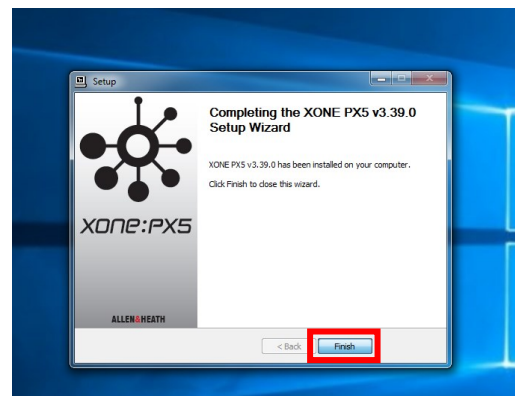 Setup
Completing the XONE PX5 v3.39.0
Setup Wizard
XONE PX5 v3.39.0 has been installed on your computer.
Click Finish to close this wizard.
XONE:PX5
ALLEN&HEATH
< Back
Finish